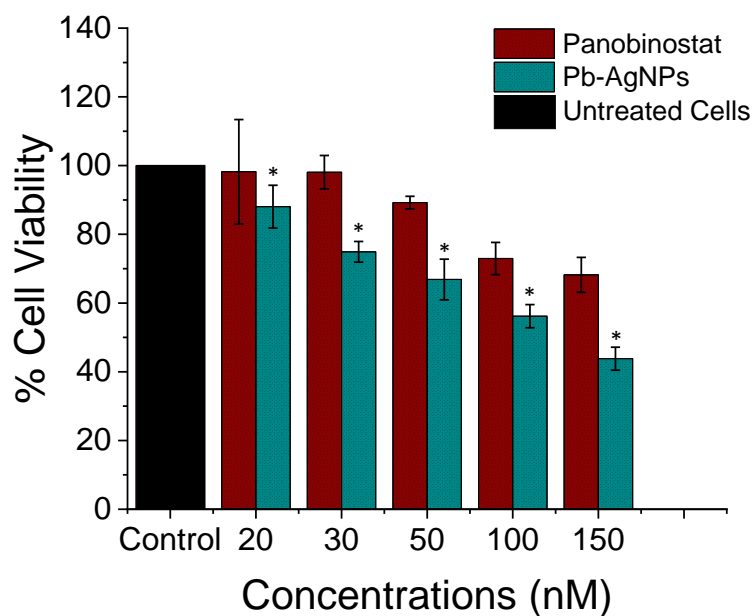 Panobinostat
Pb-AgNPs
Untreated Cells
% Cell Viability
140
120
100
80
60
40
20
0
* * * * *
Control 20 30 50 100 150
Concentrations (nM)